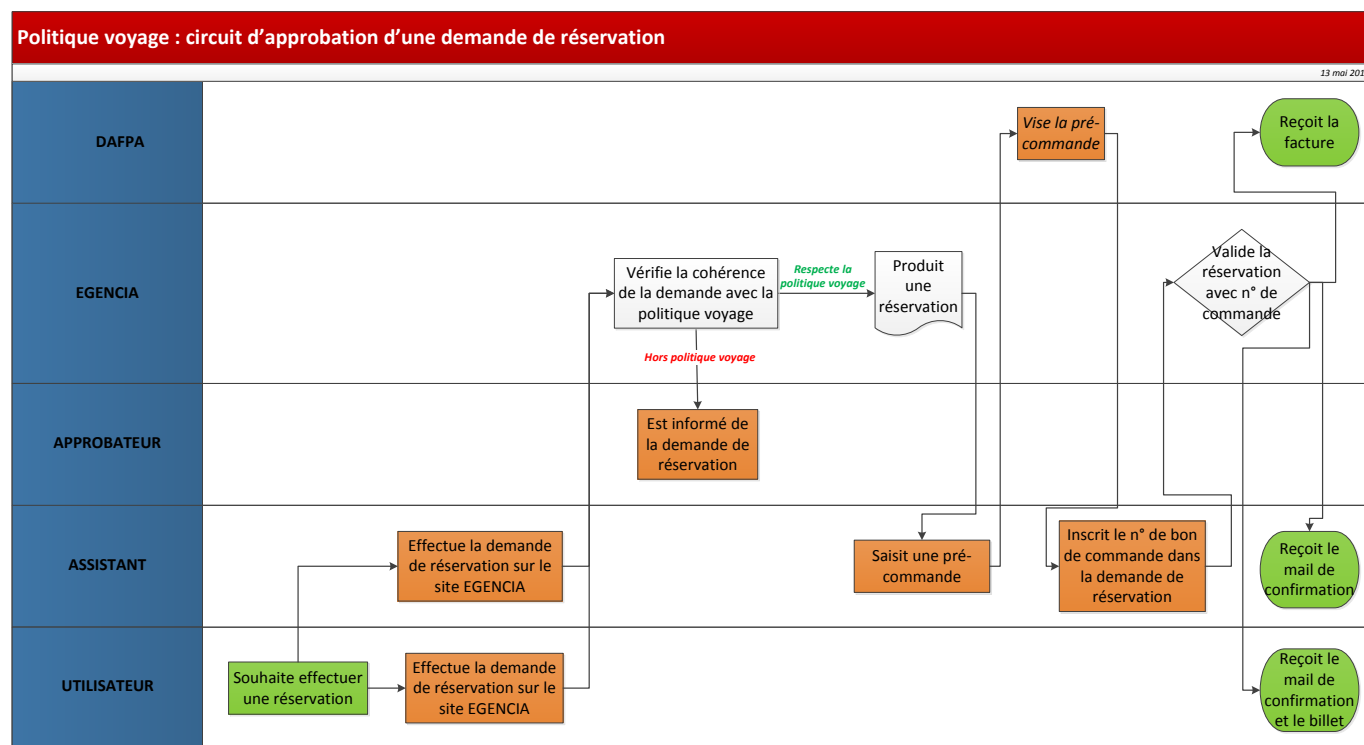 Politique voyage : circuit d’approbation d’une demande de réservation
13 mai 201
DAFPA
Vise la pré-
commande
Reçoit la
facture
EGENCIA
Vérifie la cohérence
de la demande avec la
politique voyage
Respecte la
politique voyage
Produit
une
réservation
Valide la
réservation
avec n° de
commande
Hors politique voyage
APPROBATEUR
Est informé de
la demande de
réservation
ASSISTANT
Effectue la demande
de réservation sur le
site EGENCIA
Saisit une pré-
commande
Inscrit le n° de bon
de commande dans
la demande de
réservation
Reçoit le
mail de
confirmation
UTILISATEUR
Souhaite effectuer
une réservation
Effectue la demande
de réservation sur le
site EGENCIA
Reçoit le
mail de
confirmation
et le billet